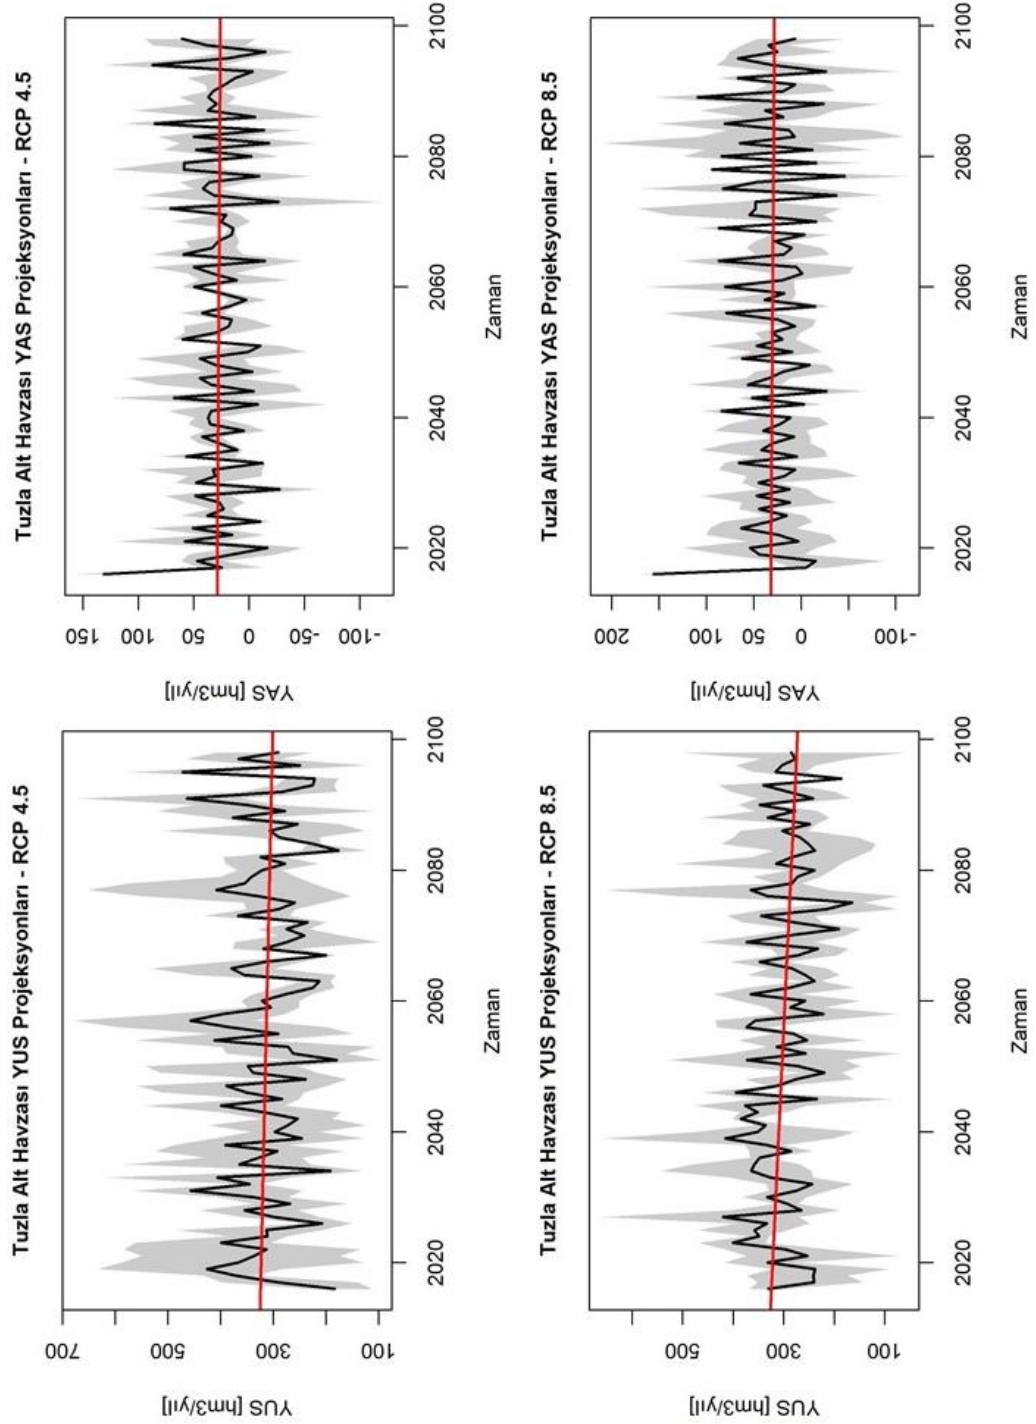 Tuzla Alt Havzası YUS Projeksyonları - RCP 4.5
YUS [hm3/yıl]
700
500
300
100
2020 2040 2060 2080 2100
Zaman
Tuzla Alt Havzası YAS Projeksyonları - RCP 4.5
YAS [hm3/yıl]
150
100
50
0
-50
-100
2020 2040 2060 2080 2100
Zaman
Tuzla Alt Havzası YUS Projeksyonları - RCP 8.5
YUS [hm3/yıl]
500
300
100
2020 2040 2060 2080 2100
Zaman
Tuzla Alt Havzası YAS Projeksyonları - RCP 8.5
YAS [hm3/yıl]
200
100
50
0
-100
2020 2040 2060 2080 2100
Zaman